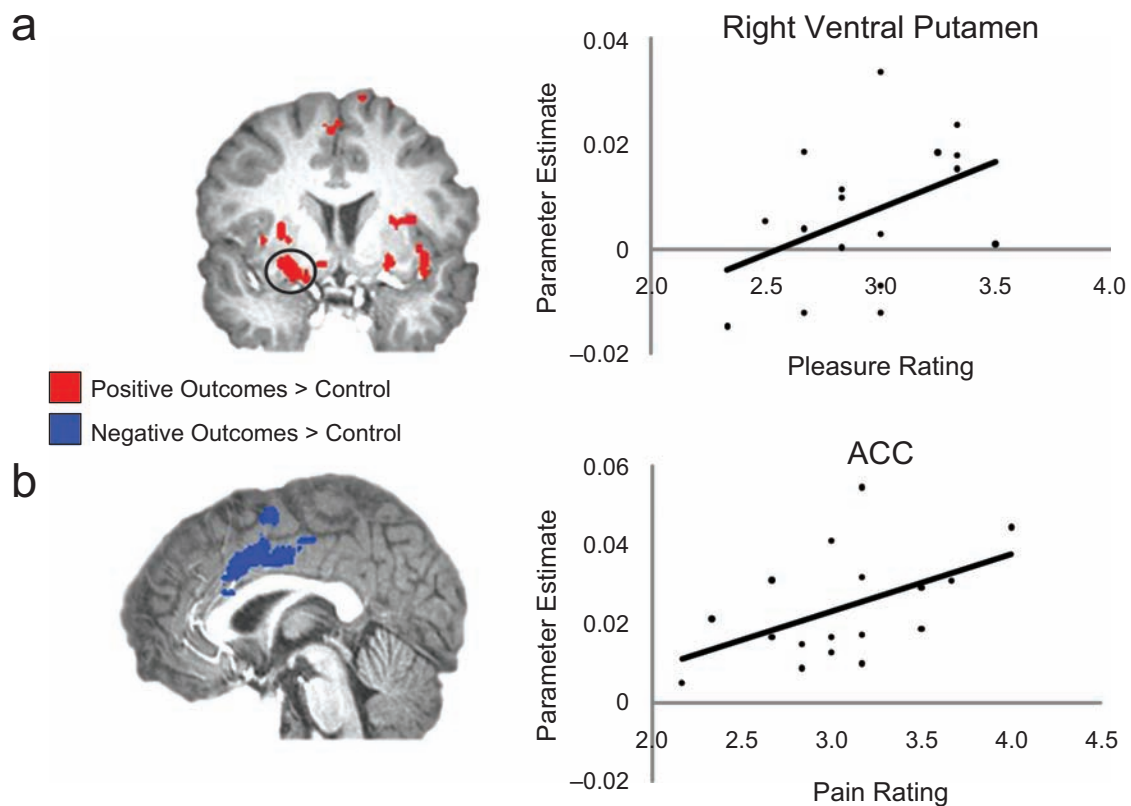 a
Right Ventral Putamen
0.04
0.02
0
–0.02
Parameter Estimate
2.0 2.5 3.0 3.5 4.0
Pleasure Rating
Positive Outcomes > Control
Negative Outcomes > Control
b
ACC
0.06
0.04
0.02
0
–0.02
Parameter Estimate
2.0 2.5 3.0 3.5 4.0 4.5
Pain Rating